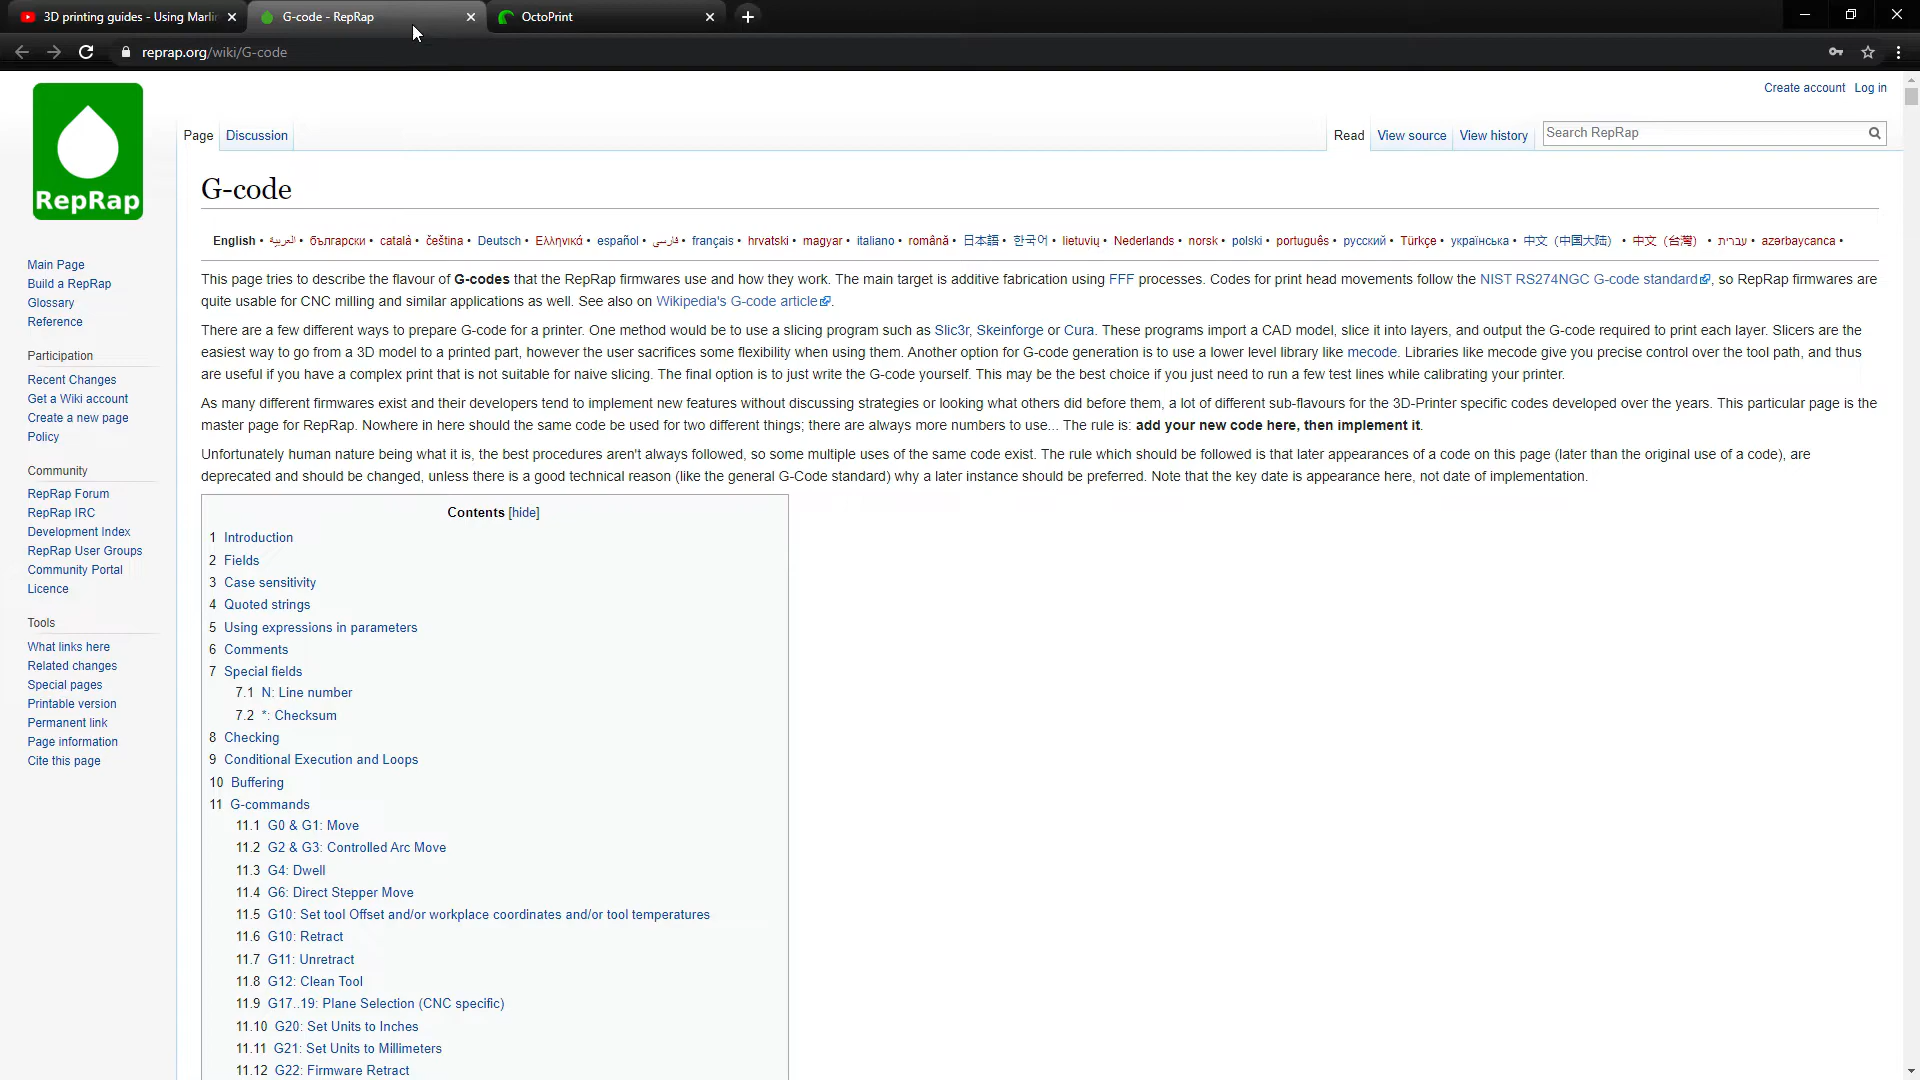 3D printing guides - Using Marlin
G-code - RepRap
OctoPrint
reprap.org/wiki/G-code
Create account Log in
RepRap
Page Discussion Read View source View history Search RepRap
G-code
English • العربية • български • català • čeština • Deutsch • Ελληνικά • español • فارسی • français • hrvatski • magyar • italiano • română • 日本語 • 한국어 • lietuvių • Nederlands • norsk • polski • português • русский • Türkçe • українська • 中文（中国大陆） • 中文（台灣） • עברית • azərbaycanca •
Main Page
Build a RepRap
Glossary
Reference
Participation
Recent Changes
Get a Wiki account
Create a new page
Policy
Community
RepRap Forum
RepRap IRC
Development Index
RepRap User Groups
Community Portal
Licence
Tools
What links here
Related changes
Special pages
Printable version
Permanent link
Page information
Cite this page
This page tries to describe the flavour of G-codes that the RepRap firmwares use and how they work. The main target is additive fabrication using FFF processes. Codes for print head movements follow the NIST RS274NGC G-code standard, so RepRap firmwares are
quite usable for CNC milling and similar applications as well. See also on Wikipedia's G-code article.
There are a few different ways to prepare G-code for a printer. One method would be to use a slicing program such as Slic3r, Skeinforge or Cura. These programs import a CAD model, slice it into layers, and output the G-code required to print each layer. Slicers are the
easiest way to go from a 3D model to a printed part, however the user sacrifices some flexibility when using them. Another option for G-code generation is to use a lower level library like mecode. Libraries like mecode give you precise control over the tool path, and thus
are useful if you have a complex print that is not suitable for naive slicing. The final option is to just write the G-code yourself. This may be the best choice if you just need to run a few test lines while calibrating your printer.
As many different firmwares exist and their developers tend to implement new features without discussing strategies or looking what others did before them, a lot of different sub-flavours for the 3D-Printer specific codes developed over the years. This particular page is the
master page for RepRap. Nowhere in here should the same code be used for two different things; there are always more numbers to use... The rule is: add your new code here, then implement it.
Unfortunately human nature being what it is, the best procedures aren't always followed, so some multiple uses of the same code exist. The rule which should be followed is that later appearances of a code on this page (later than the original use of a code), are
deprecated and should be changed, unless there is a good technical reason (like the general G-Code standard) why a later instance should be preferred. Note that the key date is appearance here, not date of implementation.
Contents [hide]
1 Introduction
2 Fields
3 Case sensitivity
4 Quoted strings
5 Using expressions in parameters
6 Comments
7 Special fields
7.1 N: Line number
7.2 *: Checksum
8 Checking
9 Conditional Execution and Loops
10 Buffering
11 G-commands
11.1 G0 & G1: Move
11.2 G2 & G3: Controlled Arc Move
11.3 G4: Dwell
11.4 G6: Direct Stepper Move
11.5 G10: Set tool Offset and/or workplace coordinates and/or tool temperatures
11.6 G10: Retract
11.7 G11: Unretract
11.8 G12: Clean Tool
11.9 G17..19: Plane Selection (CNC specific)
11.10 G20: Set Units to Inches
11.11 G21: Set Units to Millimeters
11.12 G22: Firmware Retract